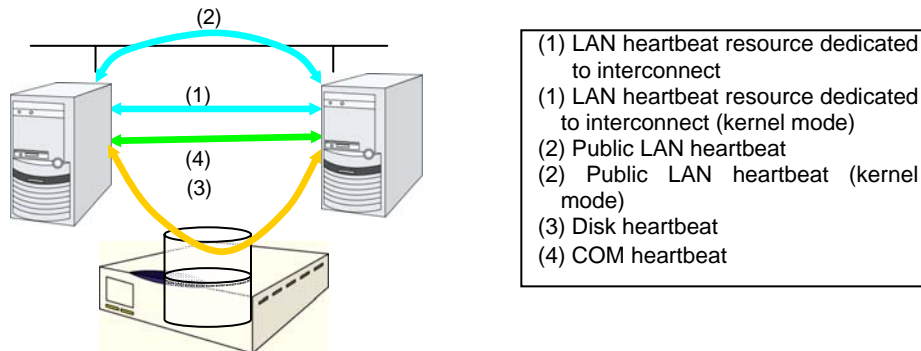 (2)
(1)
(4)
(3)
(1) LAN heartbeat resource dedicated
to interconnect
(1) LAN heartbeat resource dedicated
to interconnect (kernel mode)
(2) Public LAN heartbeat
(2) Public LAN heartbeat (kernel
mode)
(3) Disk heartbeat
(4) COM heartbeat